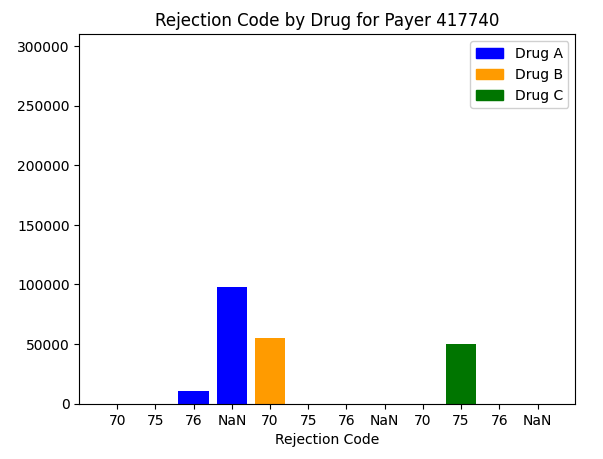 Rejection Code by Drug for Payer 417740
300000
250000
200000
150000
100000
50000
0
Drug A
Drug B
Drug C
70 75 76 NaN 70 75 76 NaN 70 75 76 NaN
Rejection Code